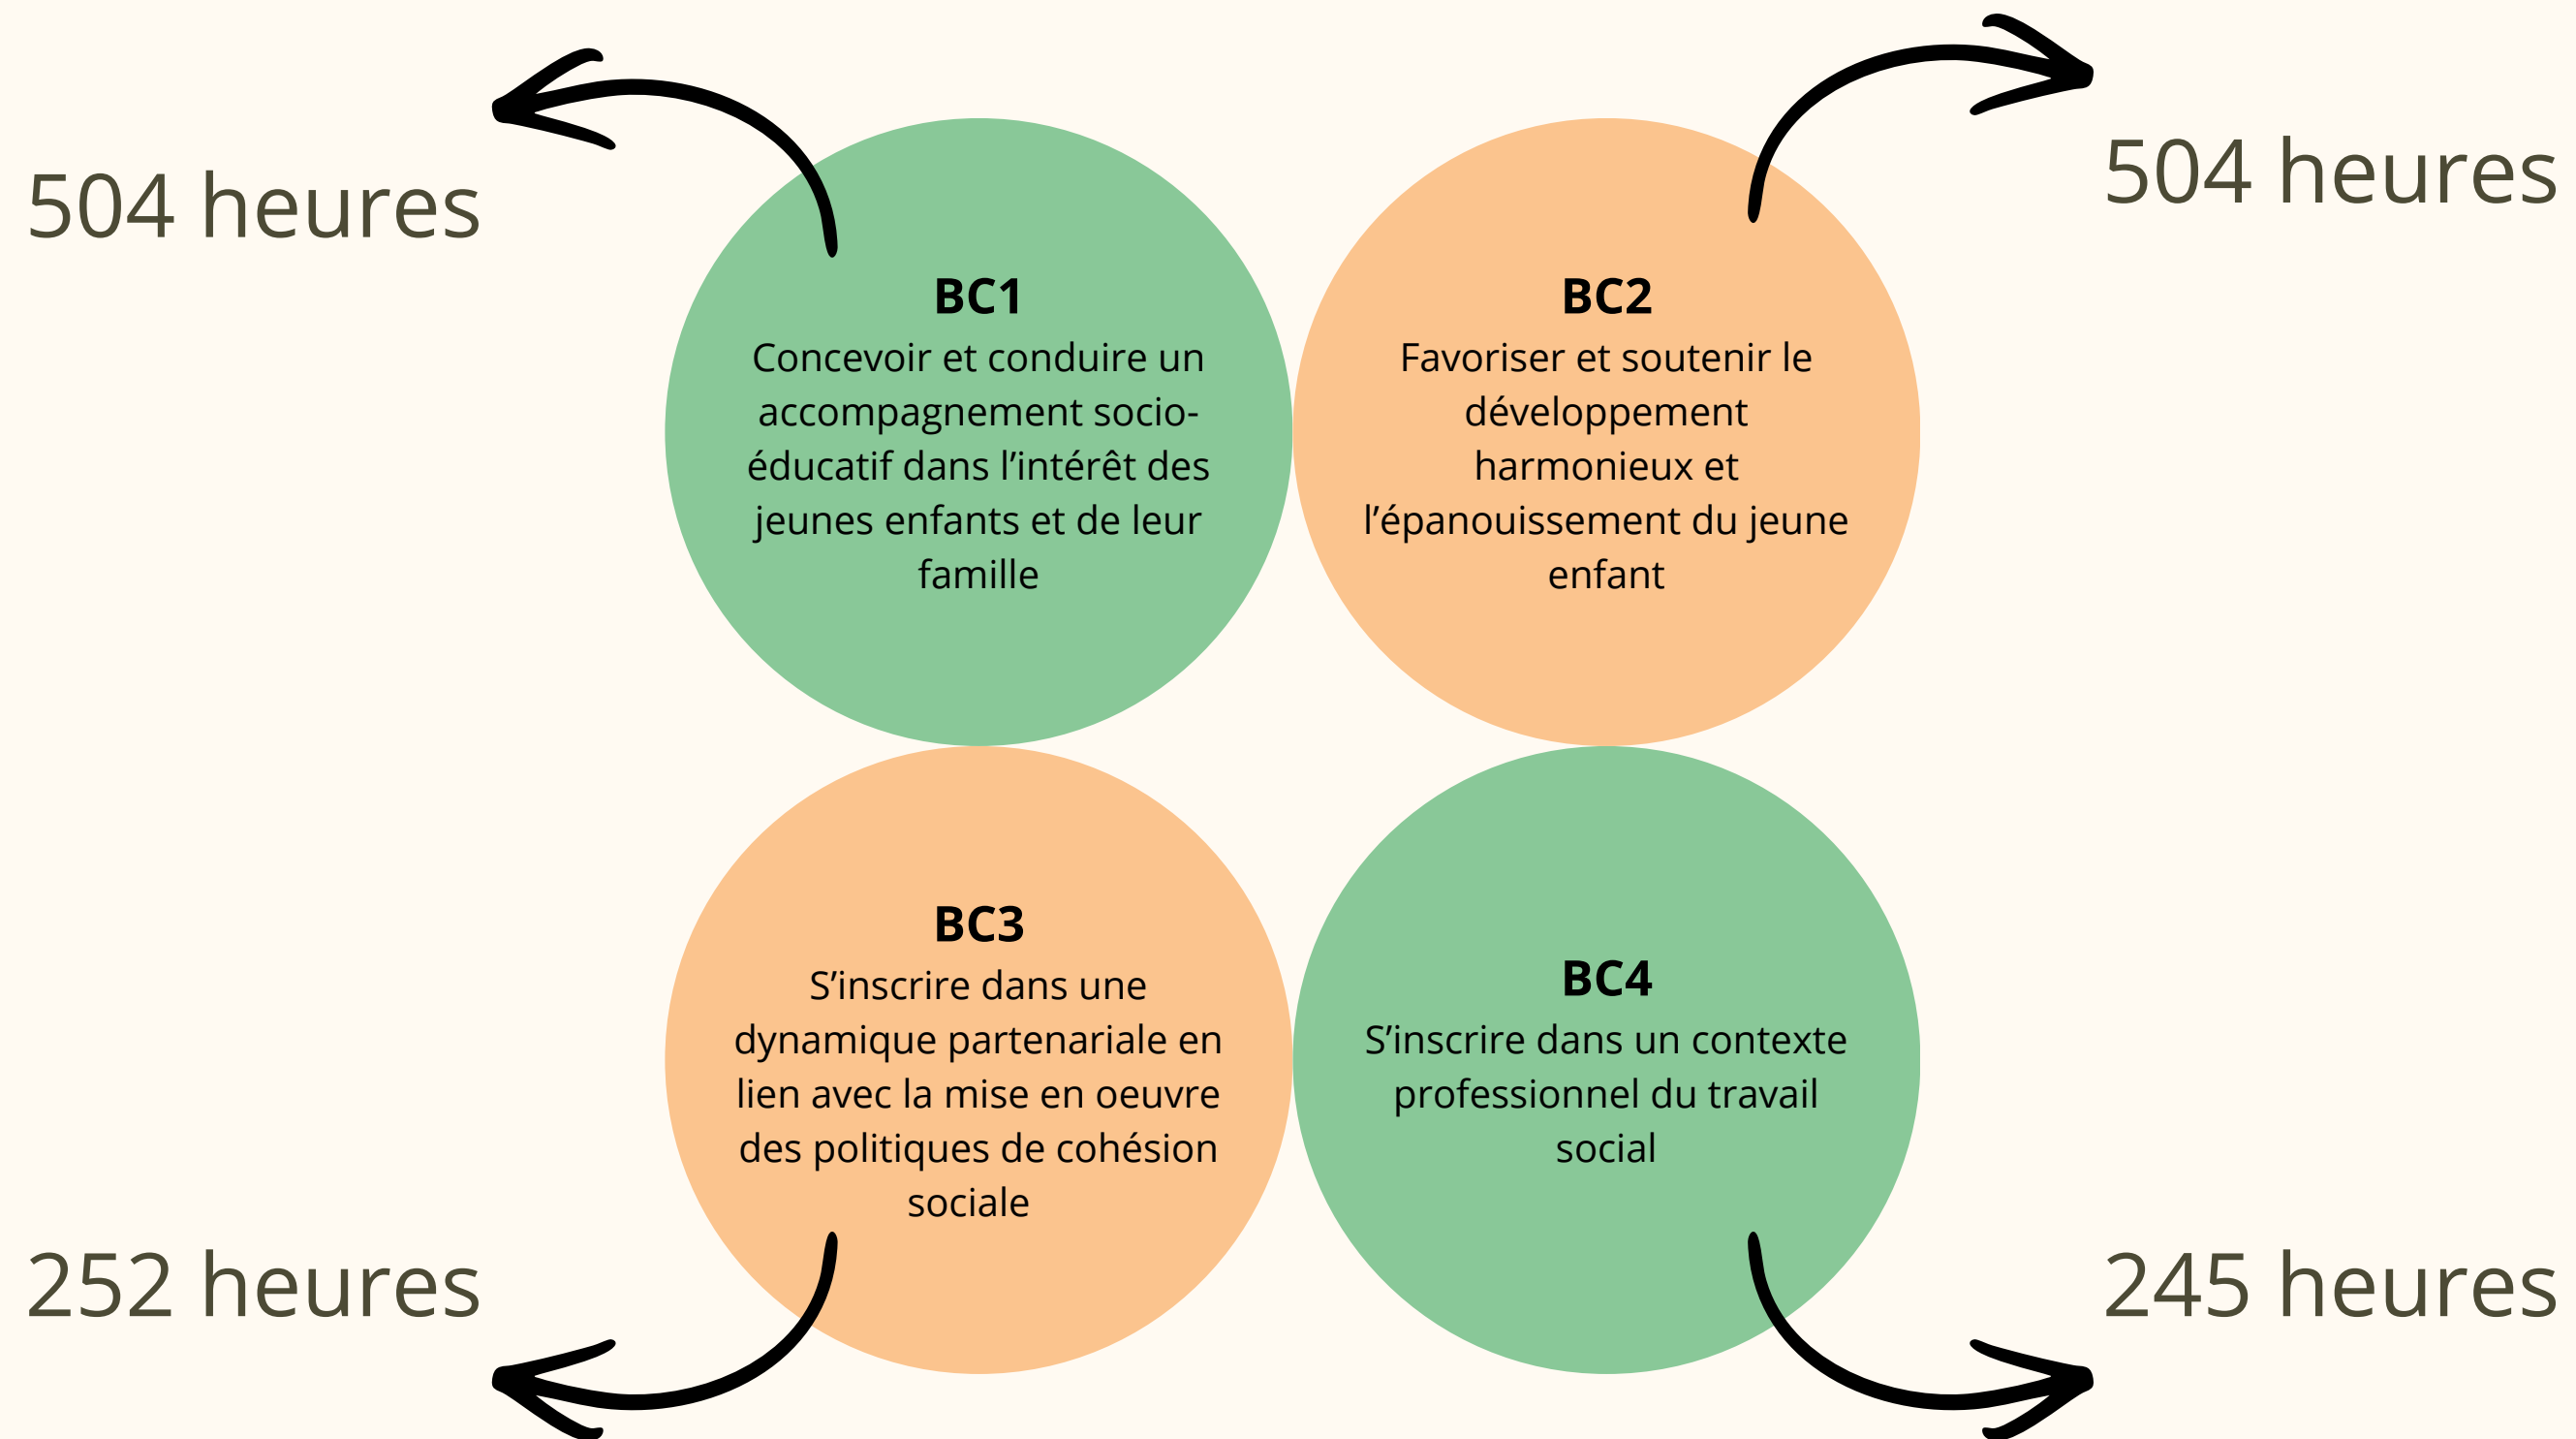 504 heures
504 heures
BC1
Concevoir et conduire un
accompagnement socio-
éducatif dans l’intérêt des
jeunes enfants et de leur
famille
BC2
Favoriser et soutenir le
développement
harmonieux et
l’épanouissement du jeune
enfant
BC3
S’inscrire dans une
dynamique partenariale en
lien avec la mise en oeuvre
des politiques de cohésion
sociale
BC4
S’inscrire dans un contexte
professionnel du travail
social
252 heures
245 heures